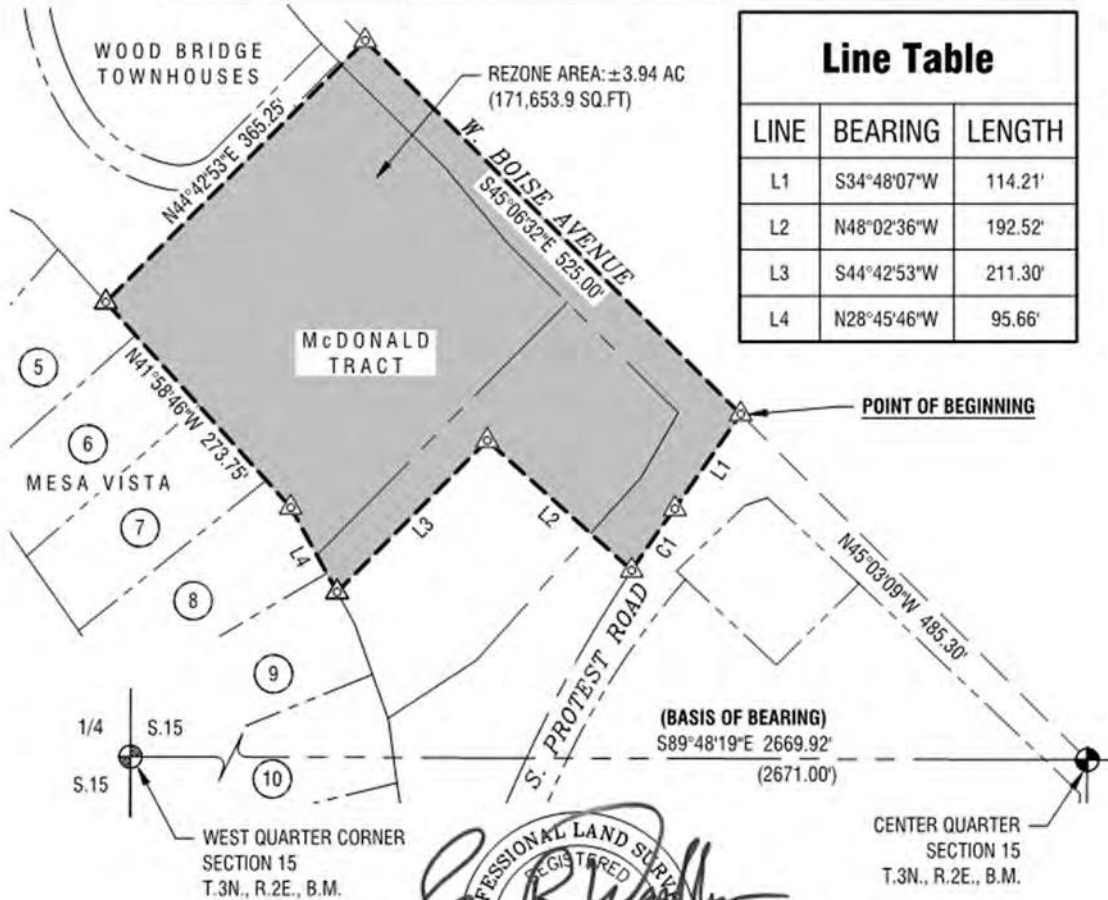 WOOD BRIDGE
TOWNHOUSES
REZONE AREA: ±3.94 AC
(171,653.9 SQ.FT)
N44°42'53"E 365.25'
W. BOISE AVENUE
S45°06'32"E 525.00'
Line Table
LINE BEARING LENGTH
L1 S34°48'07"W 114.21'
L2 N48°02'36"W 192.52'
L3 S44°42'53"W 211.30'
L4 N28°45'46"W 95.66'
McDONALD
TRACT
POINT OF BEGINNING
5
6
MESA VISTA
7
8
9
10
N41°58'46"W 273.75'
L4
L3
L2
C1
L1
N45°03'09"W 485.30'
S. PROTEST ROAD
(BASIS OF BEARING)
S89°48'19"E 2669.92'
(2671.00')
1/4 S.15
S.15
WEST QUARTER CORNER
SECTION 15
T.3N., R.2E., B.M.
CENTER QUARTER
SECTION 15
T.3N., R.2E., B.M.
REGISTERED